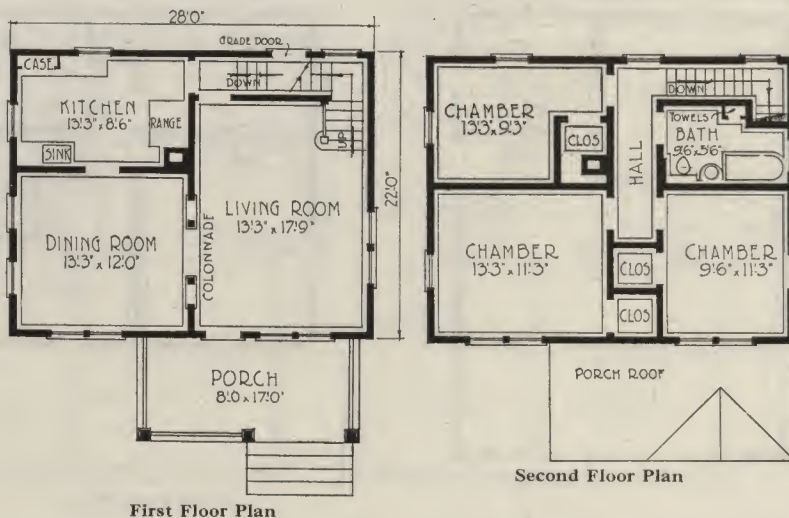 28'0"
GRADE DOOR
CASE
DOWN
KITCHEN
13'3" x 8'6"
RANGE
UP
SINK
22'0"
LIVING ROOM
13'3" x 17'9"
COLONNADE
DINING ROOM
13'3" x 12'0"
PORCH
8'0 x 17'0"
First Floor Plan
DOWN
CHAMBER
13'3" x 9'3"
TOWELS
BATH
9'6" x 5'6"
CLOS
HALL
CHAMBER
13'3" x 11'3"
CHAMBER
9'6" x 11'3"
CLOS
CLOS
PORCH ROOF
Second Floor Plan